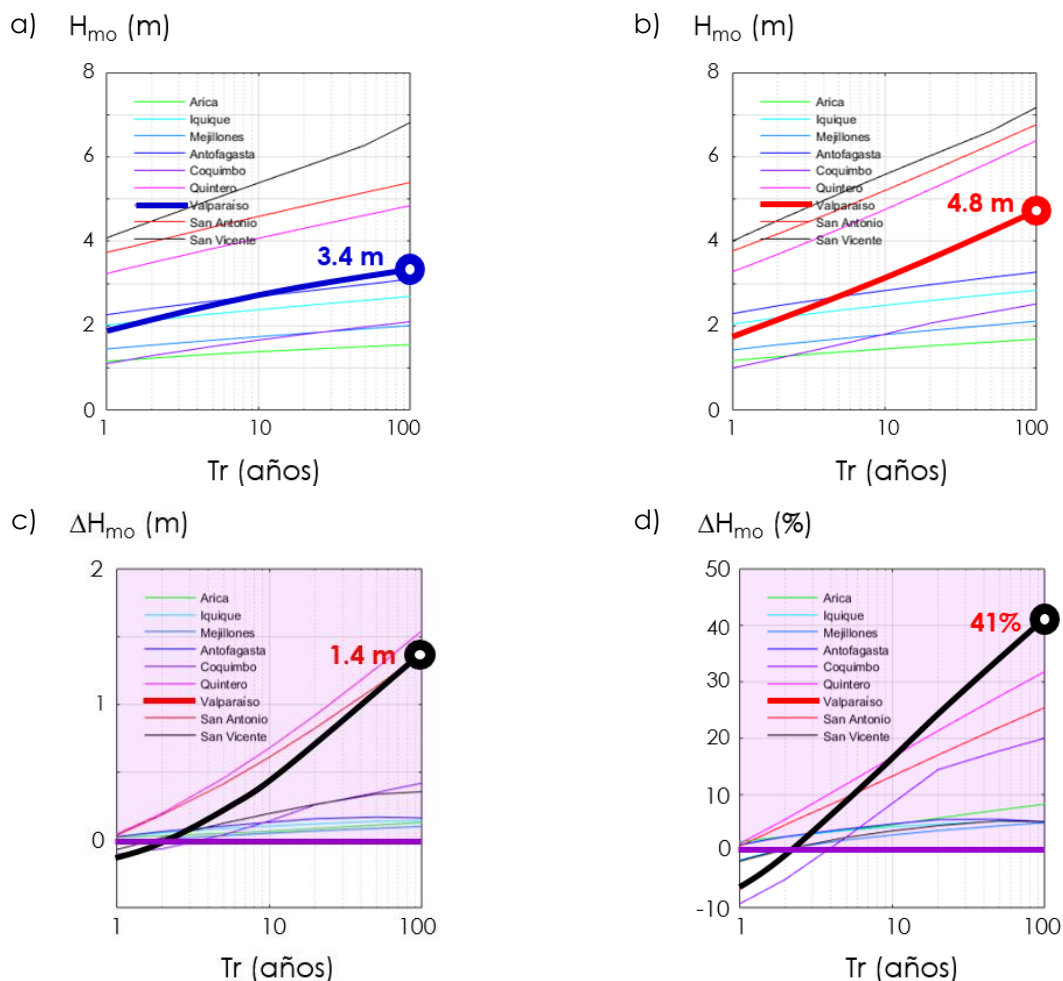 a) Hmo (m)
8
6
4
2
0
Arica
Iquique
Mejillones
Antofagasta
Coquimbo
Quintero
Valparaíso
San Antonio
San Vicente
3.4 m
1 10 100
Tr (años)
b) Hmo (m)
8
6
4
2
0
Arica
Iquique
Mejillones
Antofagasta
Coquimbo
Quintero
Valparaíso
San Antonio
San Vicente
4.8 m
1 10 100
Tr (años)
c) ΔHmo (m)
2
1
0
Arica
Iquique
Mejillones
Antofagasta
Coquimbo
Quintero
Valparaíso
San Antonio
San Vicente
1.4 m
1 10 100
Tr (años)
d) ΔHmo (%)
50
40
30
20
10
0
-10
Arica
Iquique
Mejillones
Antofagasta
Coquimbo
Quintero
Valparaíso
San Antonio
San Vicente
41%
1 10 100
Tr (años)